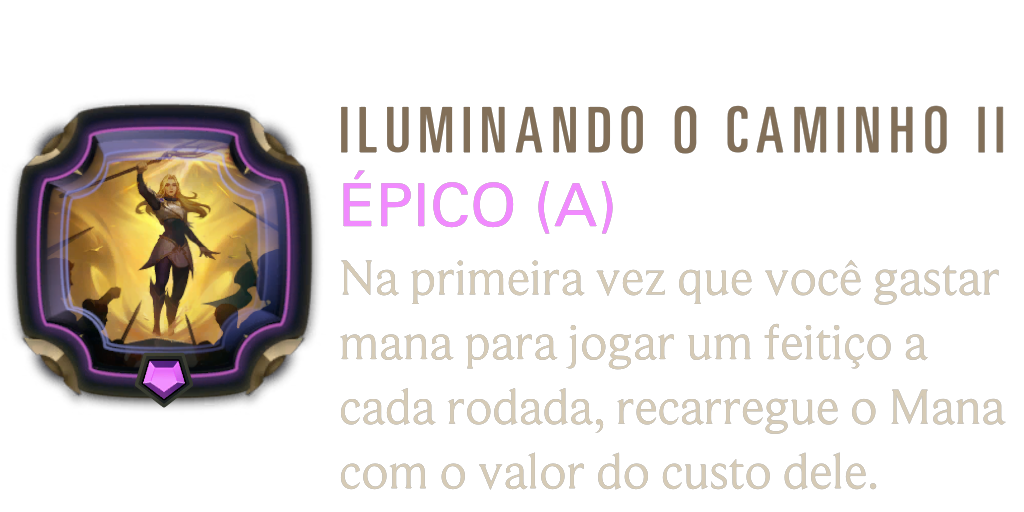 ILUMINANDO O CAMINHO II
ÉPICO (A)
Na primeira vez que você gastar
mana para jogar um feitiço a
cada rodada, recarregue o Mana
com o valor do custo dele.